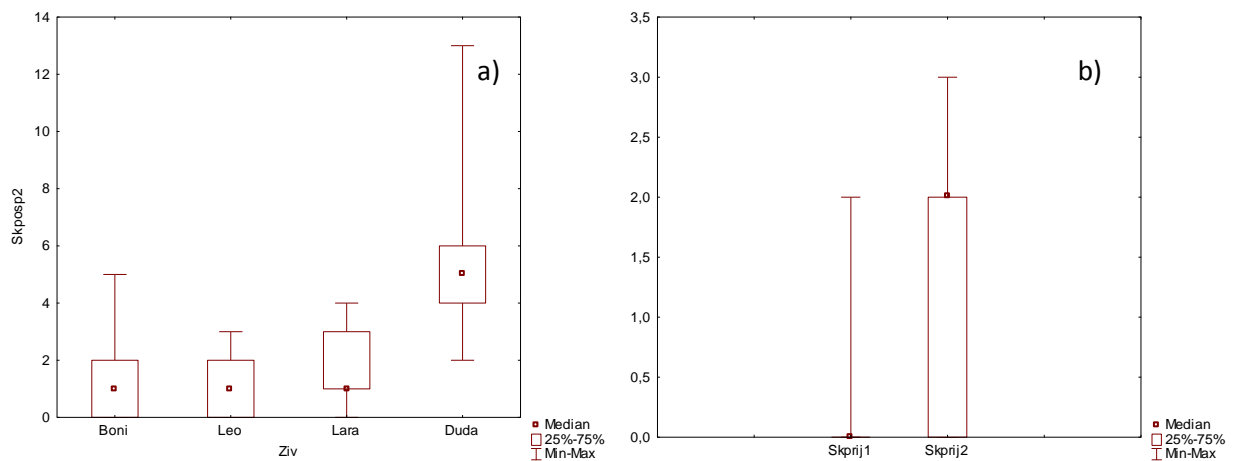 14
12
10
8
6
4
2
0
Skposp2
Boni Leo Lara Duda
Ziv
a)
Median
25%-75%
Min-Max
3,5
3,0
2,5
2,0
1,5
1,0
0,5
0,0
Skprij1 Skprij2
b)
Median
25%-75%
Min-Max